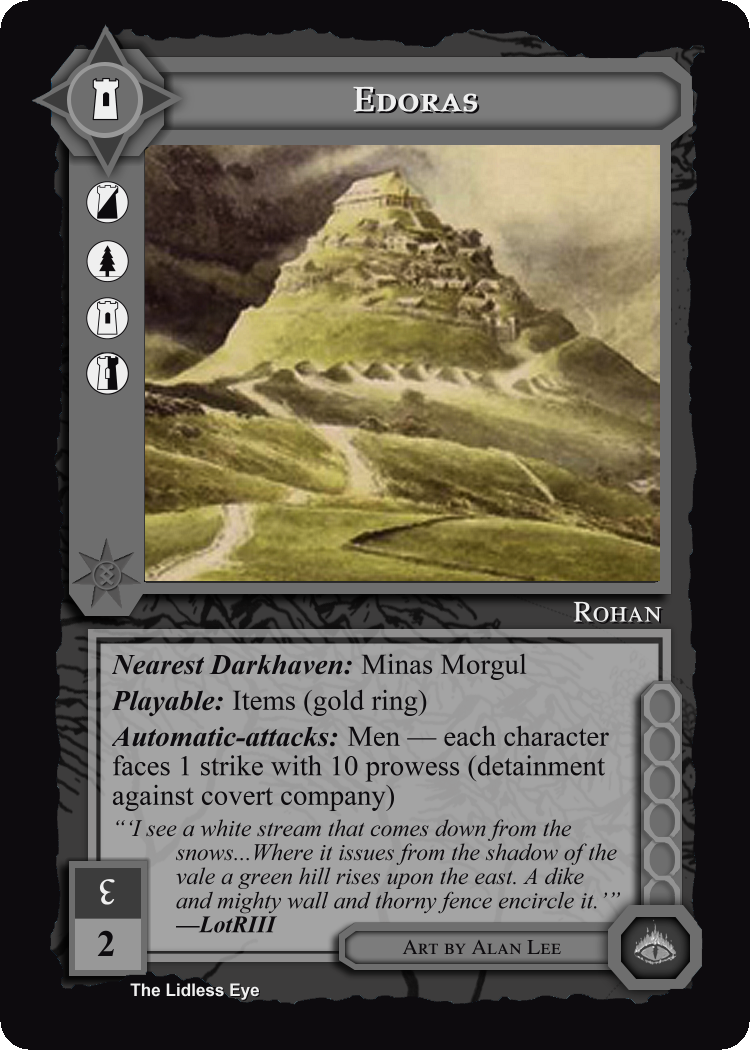 EDORAS
ROHAN
Nearest Darkhaven: Minas Morgul
Playable: Items (gold ring)
Automatic-attacks: Men — each character
faces 1 strike with 10 prowess (detainment
against covert company)
“‘I see a white stream that comes down from the
snows...Where it issues from the shadow of the
vale a green hill rises upon the east. A dike
and mighty wall and thorny fence encircle it.’”
—LotRIII
2
ART BY ALAN LEE
The Lidless Eye